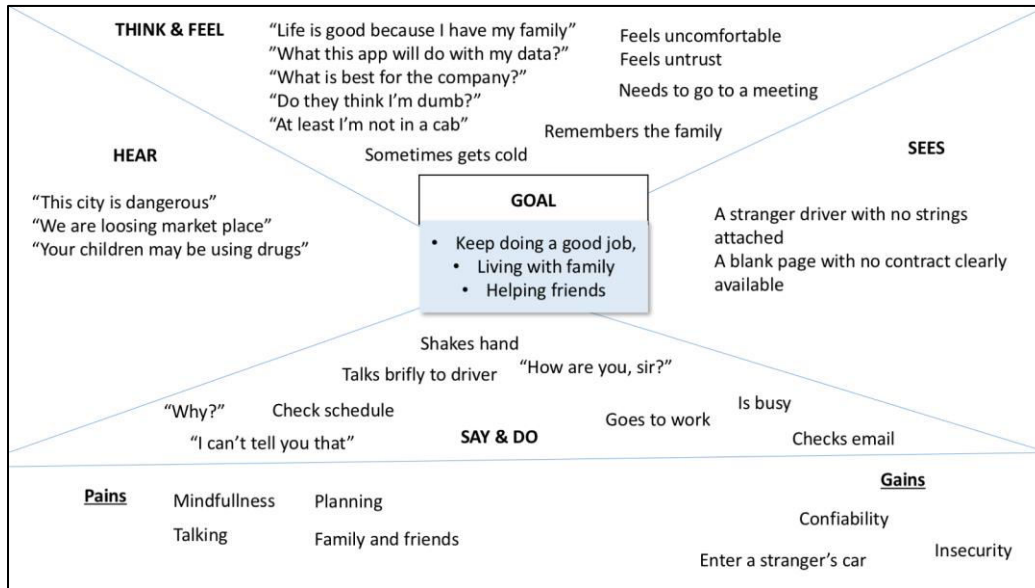 THINK & FEEL
“Life is good because I have my family”
”What this app will do with my data?”
“What is best for the company?”
“Do they think I’m dumb?”
“At least I’m not in a cab”
Sometimes gets cold
Feels uncomfortable
Feels untrust
Needs to go to a meeting
Remembers the family
HEAR
“This city is dangerous”
“We are loosing market place”
“Your children may be using drugs”
GOAL
• Keep doing a good job,
• Living with family
• Helping friends
SEES
A stranger driver with no strings
attached
A blank page with no contract clearly
available
Shakes hand
Talks brifly to driver
“How are you, sir?”
“Why?”
Check schedule
“I can’t tell you that”
SAY & DO
Goes to work
Is busy
Checks email
Pains
Mindfullness
Planning
Talking
Family and friends
Gains
Confiability
Enter a stranger’s car
Insecurity